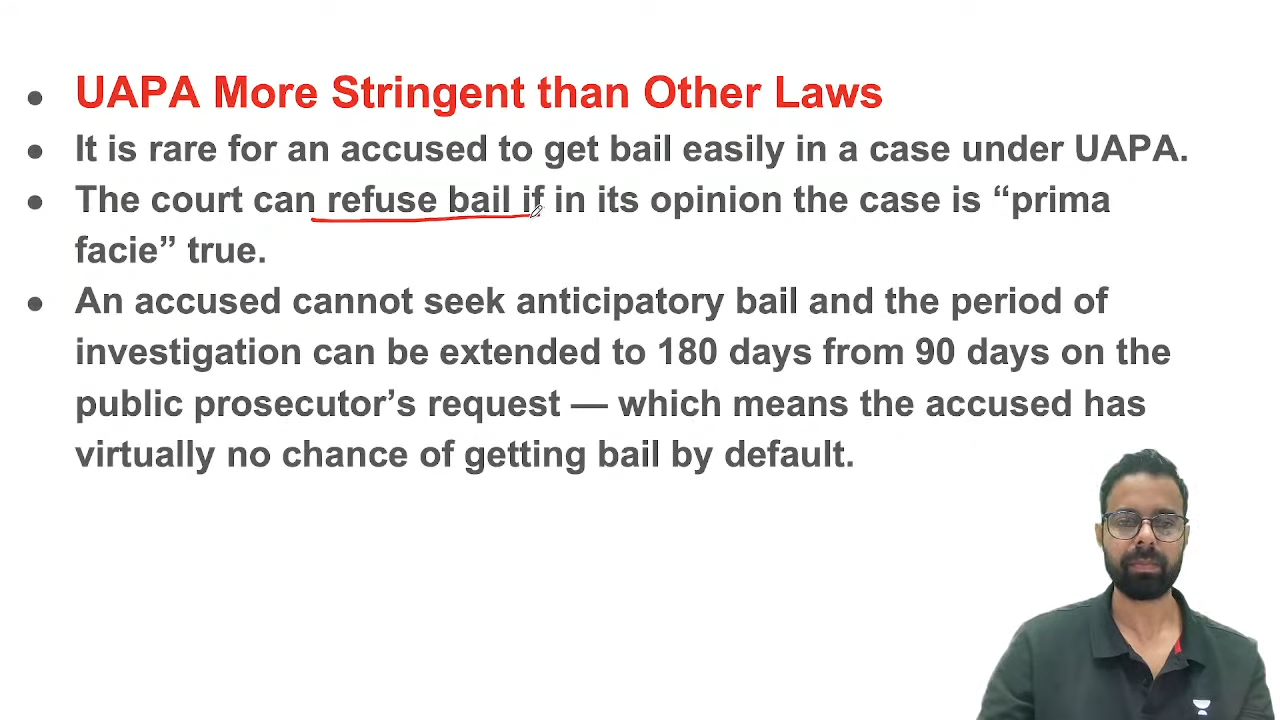 UAPA More Stringent than Other Laws
It is rare for an accused to get bail easily in a case under UAPA.
The court can refuse bail if in its opinion the case is “prima
facie” true.
An accused cannot seek anticipatory bail and the period of
investigation can be extended to 180 days from 90 days on the
public prosecutor’s request — which means the accused has
virtually no chance of getting bail by default.